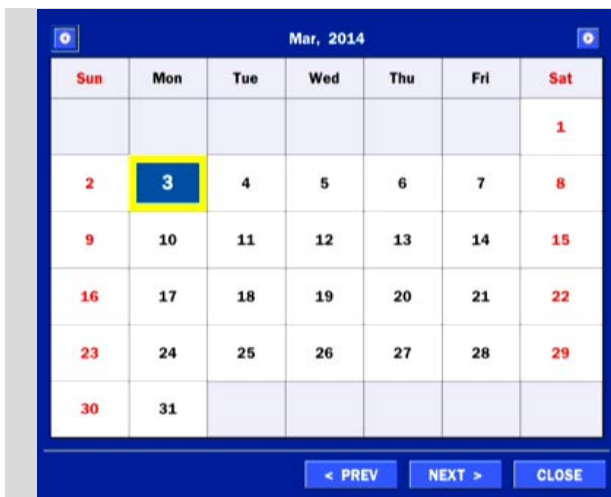 Mar, 2014
Sun Mon Tue Wed Thu Fri Sat
1
2 3 4 5 6 7 8
9 10 11 12 13 14 15
16 17 18 19 20 21 22
23 24 25 26 27 28 29
30 31
< PREV NEXT > CLOSE